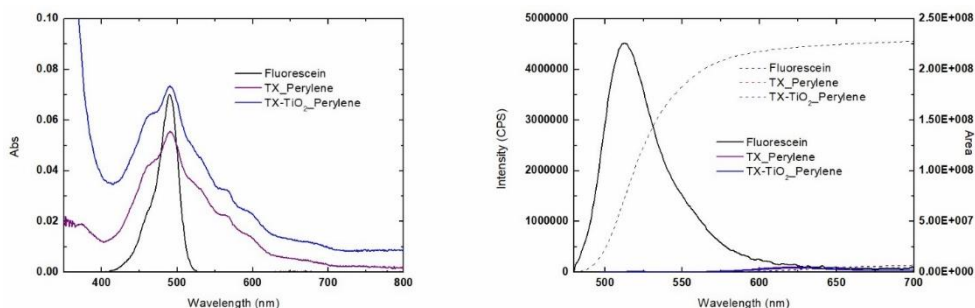 0.10
0.08
0.06
0.04
0.02
0.00
Abs
Fluorescein
TX_Perylene
TX-TiO2_Perylene
400 500 600 700 800
Wavelength (nm)
5000000
4000000
3000000
2000000
1000000
0
Intensity (CPS)
Fluorescein
TX_Perylene
TX-TiO2_Perylene
Fluorescein
TX_Perylene
TX-TiO2_Perylene
2.50E+008
2.00E+008
1.50E+008
1.00E+008
5.00E+007
0.00E+000
Area
500 550 600 650 700
Wavelength (nm)